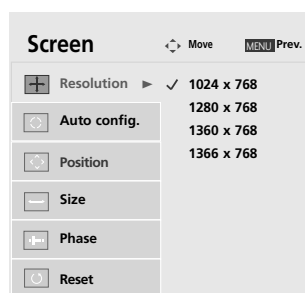 Screen Move MENU Prev.
Resolution ► ✓ 1024 x 768
Auto config. 1280 x 768
1360 x 768
Position 1366 x 768
Size
Phase
Reset